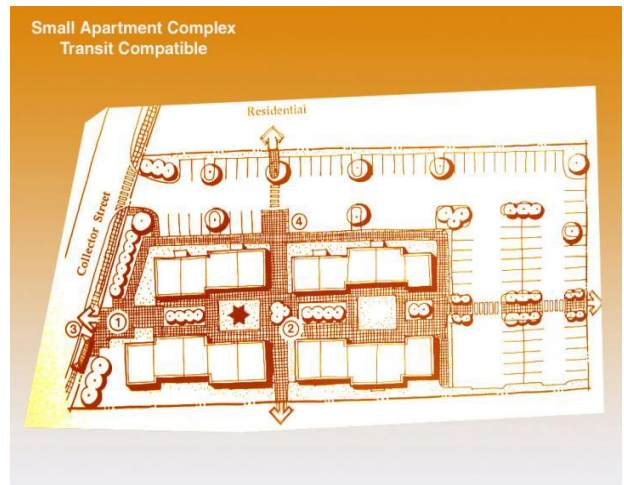 Small Apartment Complex
Transit Compatible
Residential
Collector Street
4
3
1
2